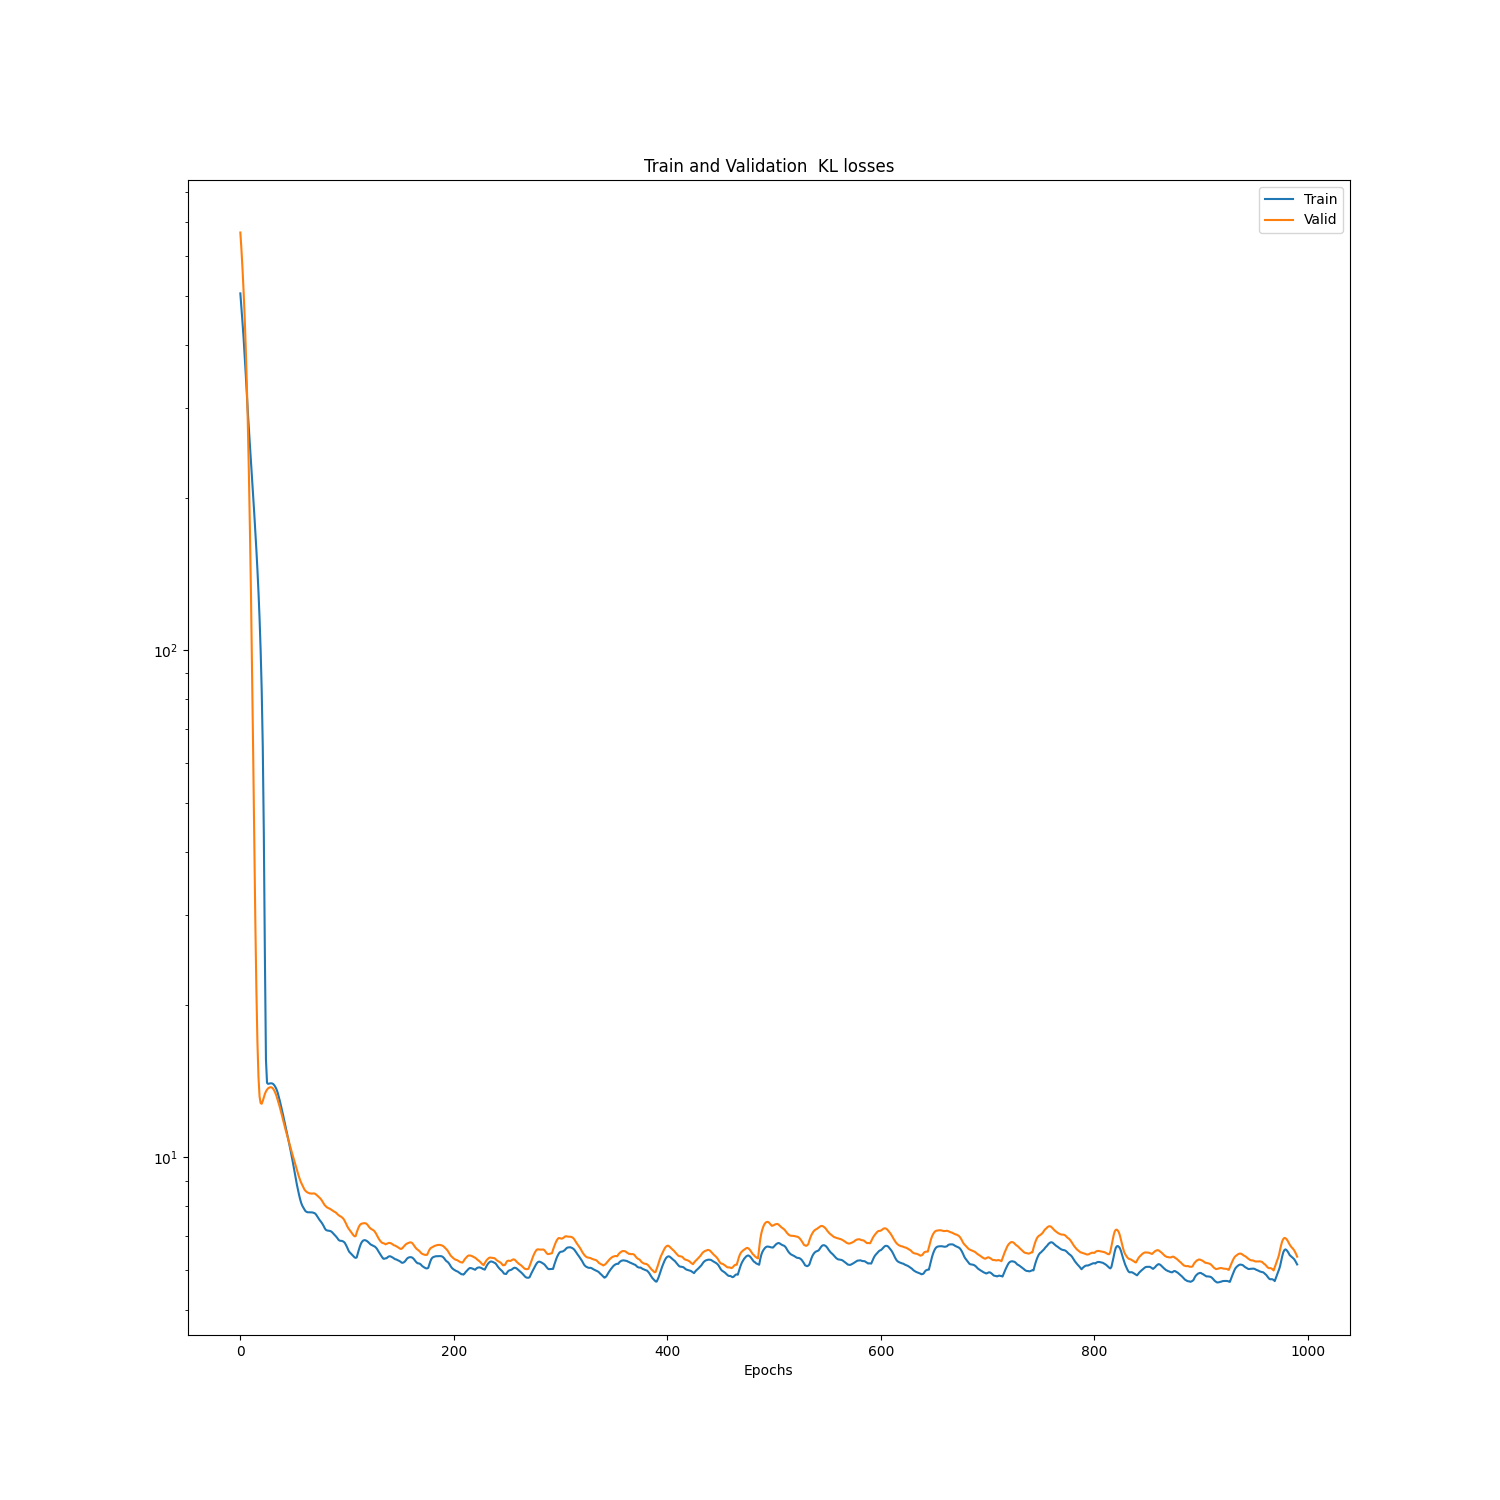 Train and Validation  KL losses
Train
Valid
10²
10¹
0 200 400 600 800 1000
Epochs